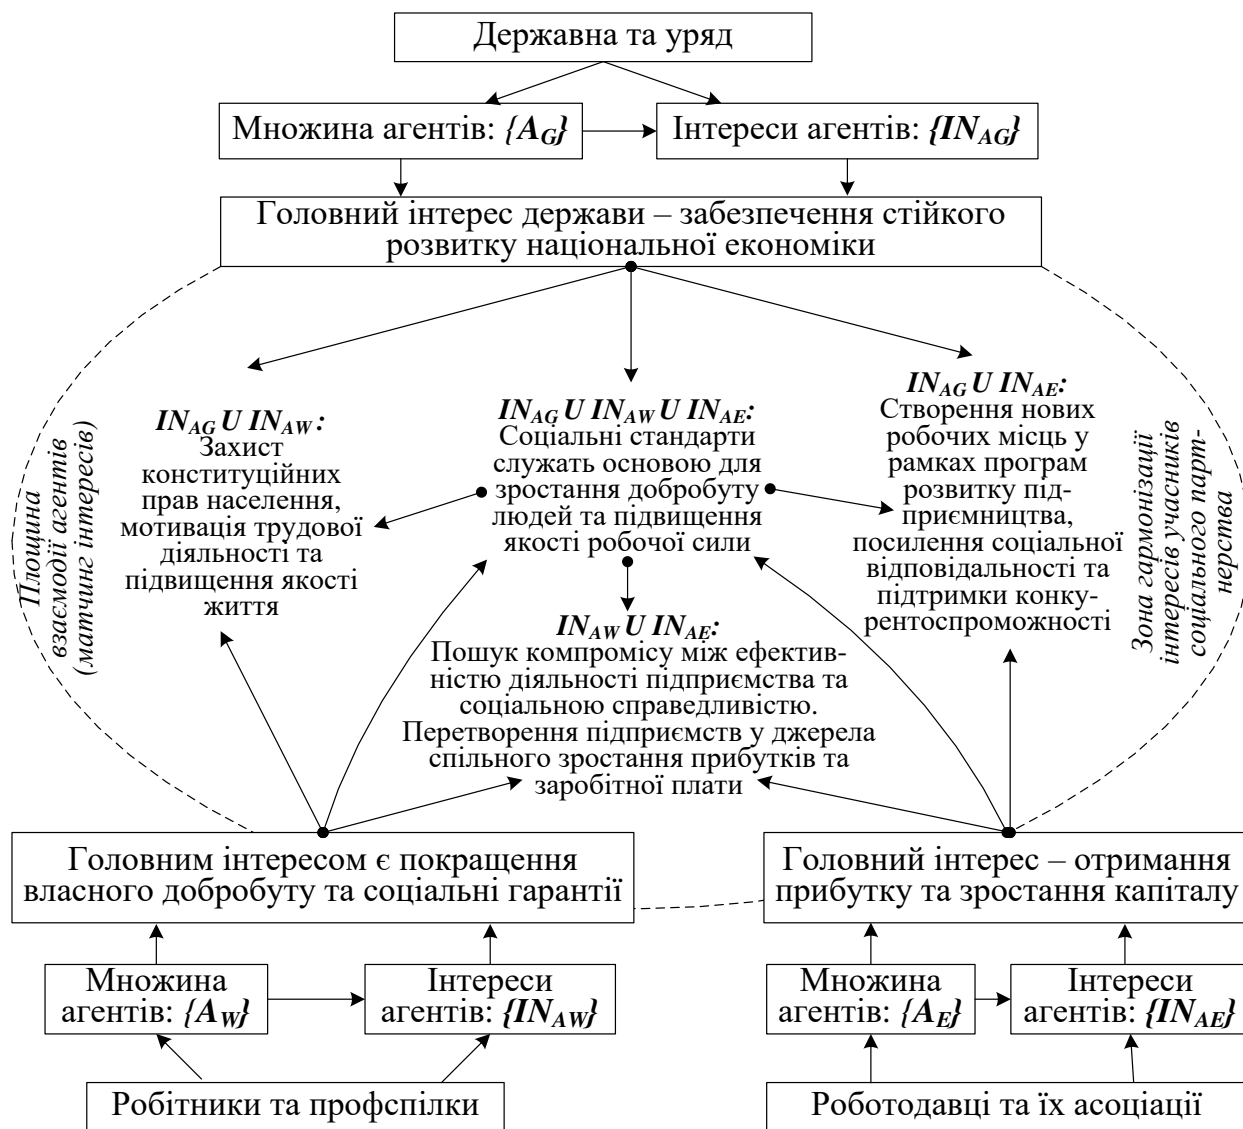 Державна та уряд
Множина агентів: {A_G}
Інтереси агентів: {IN_AG}
Головний інтерес держави – забезпечення стійкого
розвитку національної економіки
Площина
взаємодії агентів
(матчинг інтересів)
IN_AG U IN_AW:
Захист
конституційних
прав населення,
мотивація трудової
діяльності та
підвищення якості
життя
IN_AG U IN_AW U IN_AE:
Соціальні стандарти
служать основою для
зростання добробуту
людей та підвищення
якості робочої сили
IN_AG U IN_AE:
Створення нових
робочих місць у
рамках програм
розвитку під-
приємництва,
посилення соціальної
відповідальності та
підтримки конку-
рентоспроможності
Зона гармонізації
інтересів учасників
соціального парт-
нерства
IN_AW U IN_AE:
Пошук компромісу між ефектив-
ністю діяльності підприємства та
соціальною справедливістю.
Перетворення підприємств у джерела
спільного зростання прибутків та
заробітної плати
Головним інтересом є покращення
власного добробуту та соціальні гарантії
Головний інтерес – отримання
прибутку та зростання капіталу
Множина
агентів: {A_W}
Інтереси
агентів: {IN_AW}
Множина
агентів: {A_E}
Інтереси
агентів: {IN_AE}
Робітники та профспілки
Роботодавці та їх асоціації